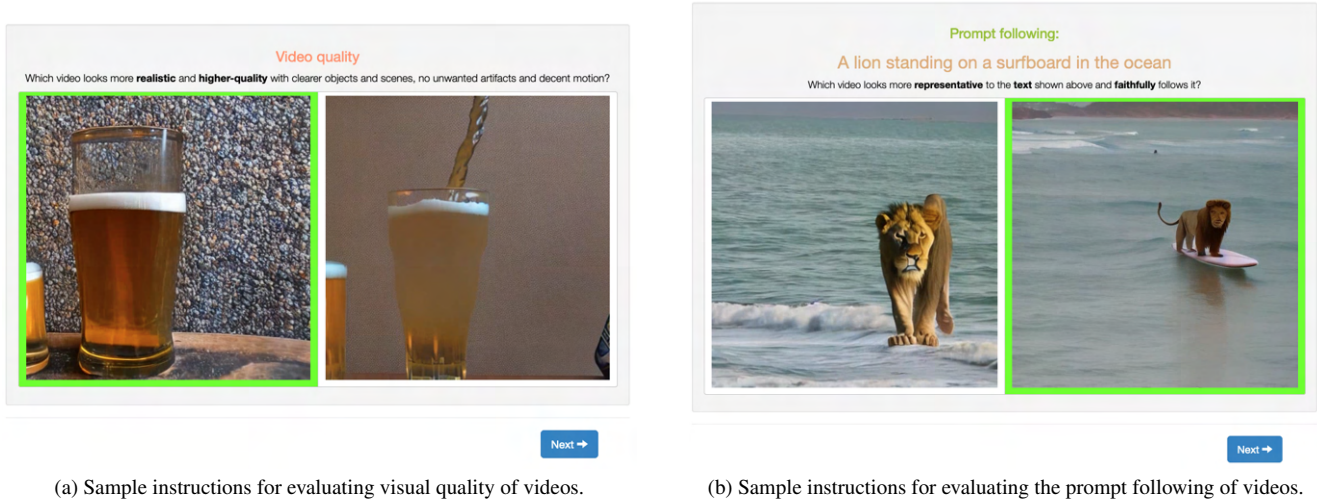 Video quality
Which video looks more realistic and higher-quality with clearer objects and scenes, no unwanted artifacts and decent motion?
Next →
(a) Sample instructions for evaluating visual quality of videos.
Prompt following:
A lion standing on a surfboard in the ocean
Which video looks more representative to the text shown above and faithfully follows it?
Next →
(b) Sample instructions for evaluating the prompt following of videos.